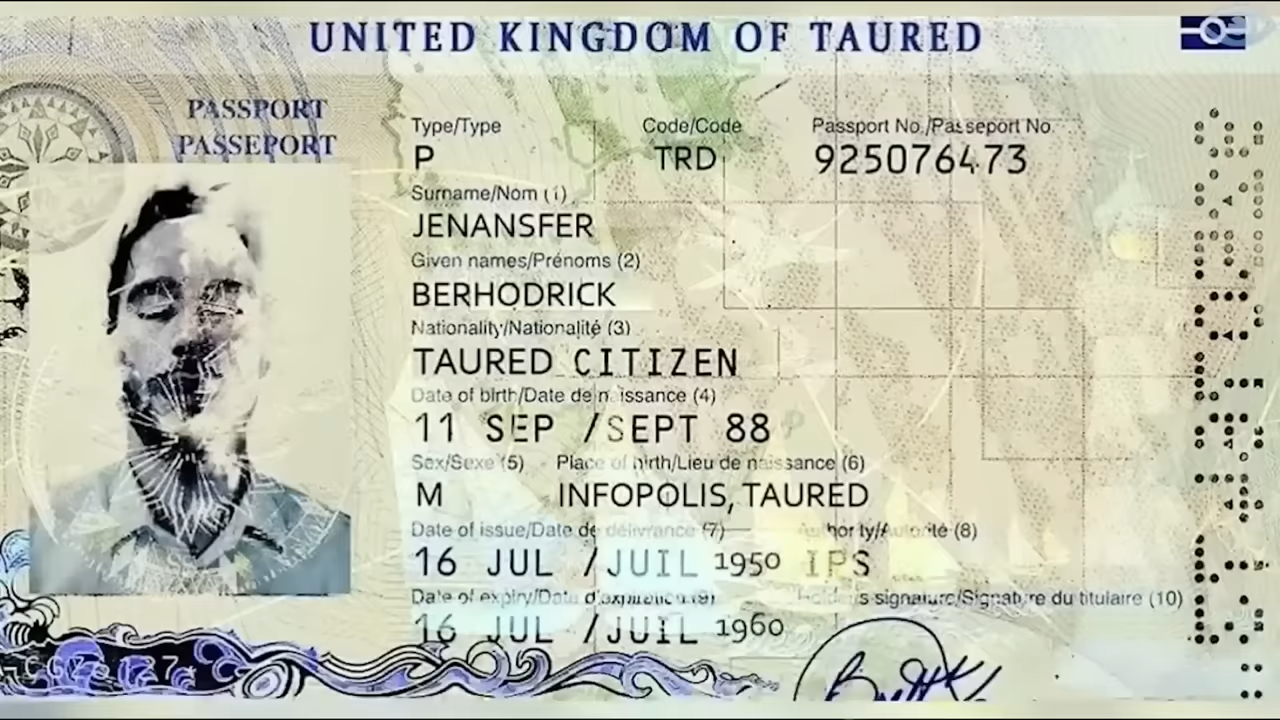 UNITED KINGDOM OF TAURED
PASSPORT
PASSEPORT
Type/Type Code/Code Passport No./Passeport No.
P TRD 925076473
Surname/Nom (1)
JENANSFER
Given names/Prénoms (2)
BERHODRICK
Nationality/Nationalité (3)
TAURED CITIZEN
Date of birth/Date de naissance (4)
11 SEP /SEPT 88
Sex/Sexe (5) Place of birth/Lieu de naissance (6)
M INFOPOLIS, TAURED
Date of issue/Date de délivrance (7) Authority/Autorité (8)
16 JUL /JUIL 1950 IPS
Date of expiry/Date d'expiration (9) Holder's signature/Signature du titulaire (10)
16 JUL /JUIL 1960